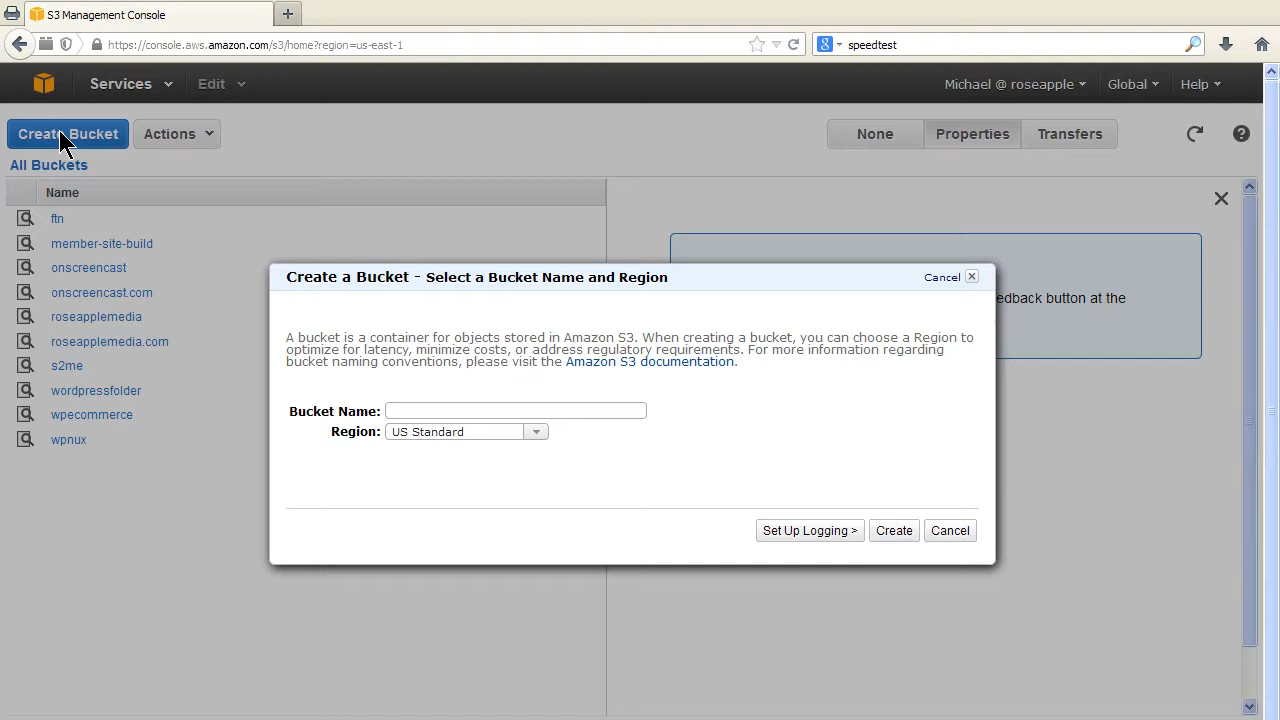 S3 Management Console
https://console.aws.amazon.com/s3/home?region=us-east-1
speedtest
Services Edit Michael @ roseapple Global Help
Create Bucket Actions None Properties Transfers
All Buckets
Name
ftn
member-site-build
onscreencast
onscreencast.com
roseapplemedia
roseapplemedia.com
s2me
wordpressfolder
wpecommerce
wpnux
edback button at the
Create a Bucket - Select a Bucket Name and Region Cancel
A bucket is a container for objects stored in Amazon S3. When creating a bucket, you can choose a Region to
optimize for latency, minimize costs, or address regulatory requirements. For more information regarding
bucket naming conventions, please visit the Amazon S3 documentation.
Bucket Name:
Region: US Standard
Set Up Logging > Create Cancel